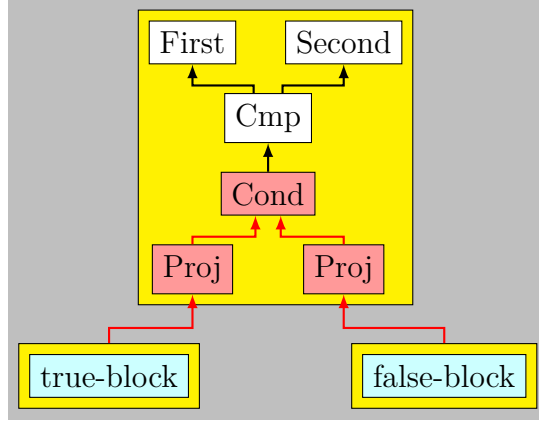 First
Second
Cmp
Cond
Proj
Proj
true-block
false-block